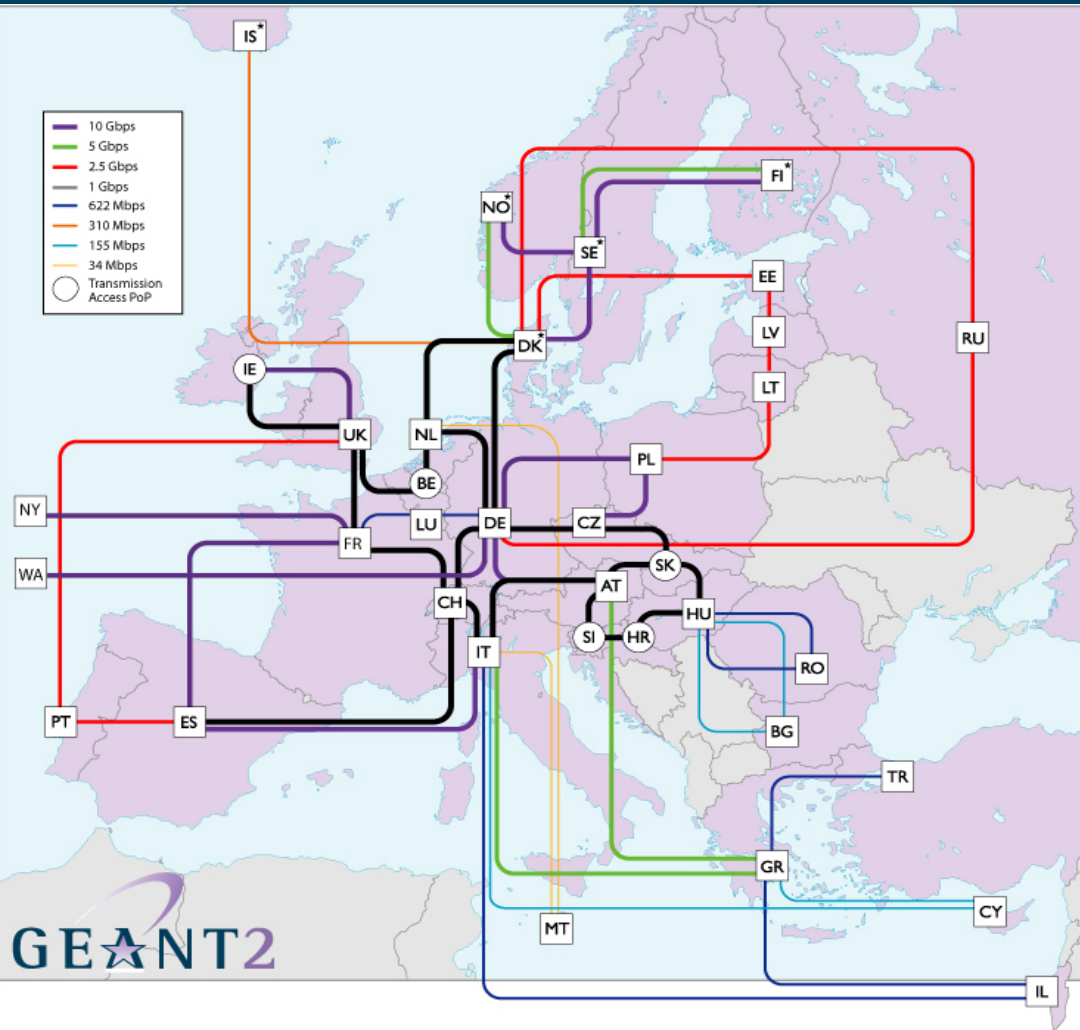 IS*
10 Gbps
5 Gbps
2.5 Gbps
1 Gbps
622 Mbps
310 Mbps
155 Mbps
34 Mbps
Transmission
Access PoP
FI*
NO*
SE*
EE
LV
RU
DK*
IE
LT
UK
NL
PL
BE
NY
LU
DE
CZ
FR
SK
WA
AT
CH
HU
SI
HR
IT
RO
PT
ES
BG
TR
GR
CY
MT
GEANT2
IL